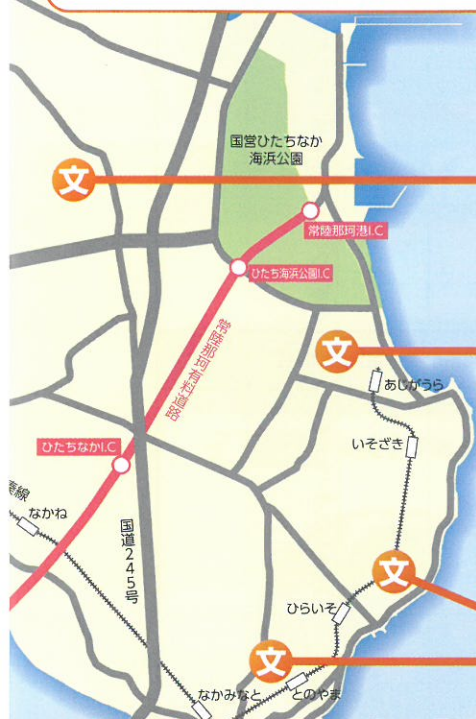 国営ひたちなか
海浜公園
文
常陸那珂港I.C
ひたち海浜公園I.C
常陸那珂有料道路
文
あじがうら
いそざき
ひたちなかI.C
湊線
なかね
国道245号
文
ひらいそ
文
なかみなと
とのやま